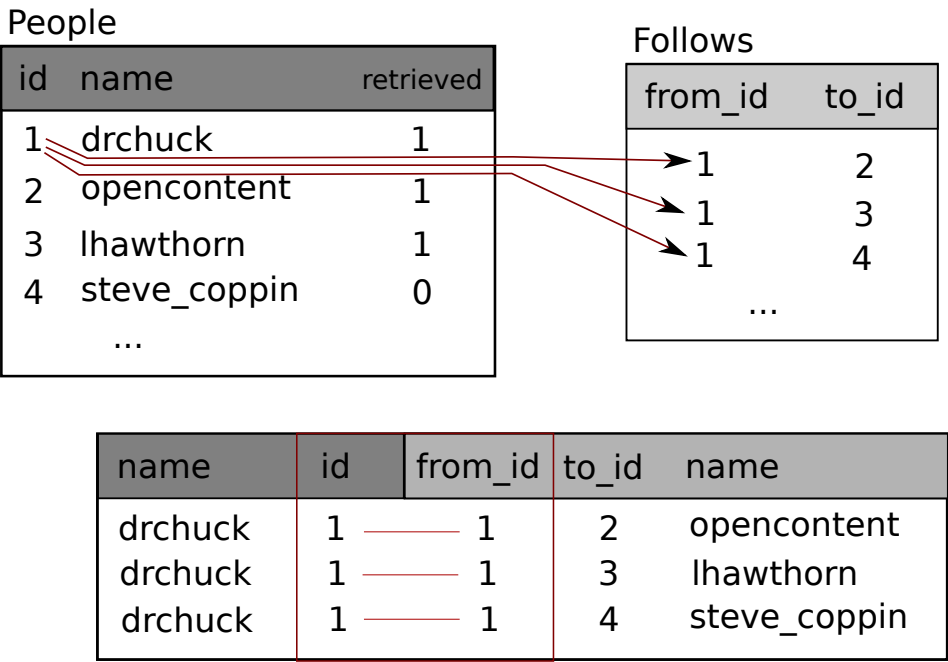 People
id name retrieved
1 drchuck 1
2 opencontent 1
3 lhawthorn 1
4 steve_coppin 0
...
Follows
from_id to_id
1 2
1 3
1 4
...
name id from_id to_id name
drchuck 1 1 2 opencontent
drchuck 1 1 3 lhawthorn
drchuck 1 1 4 steve_coppin